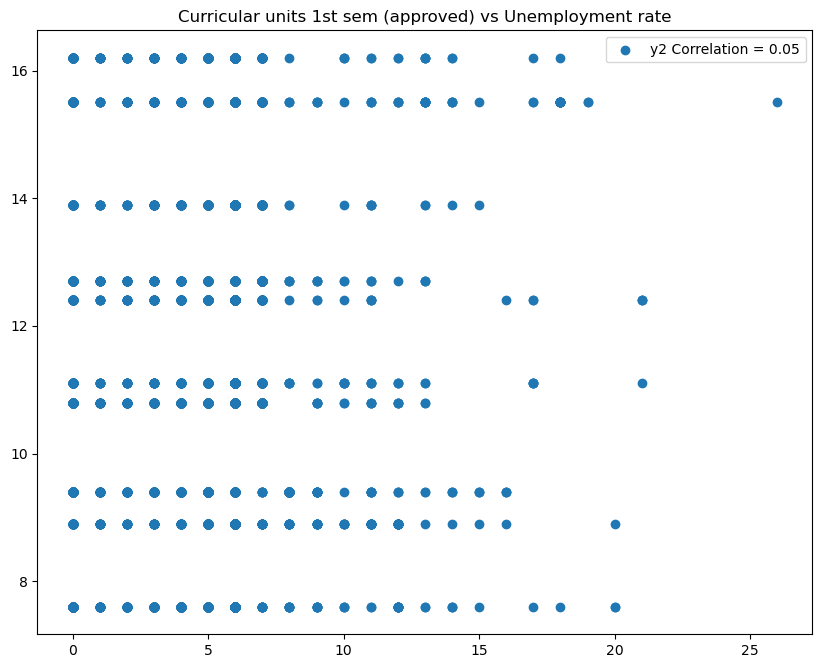 Curricular units 1st sem (approved) vs Unemployment rate
y2 Correlation = 0.05
16
14
12
10
8
0 5 10 15 20 25